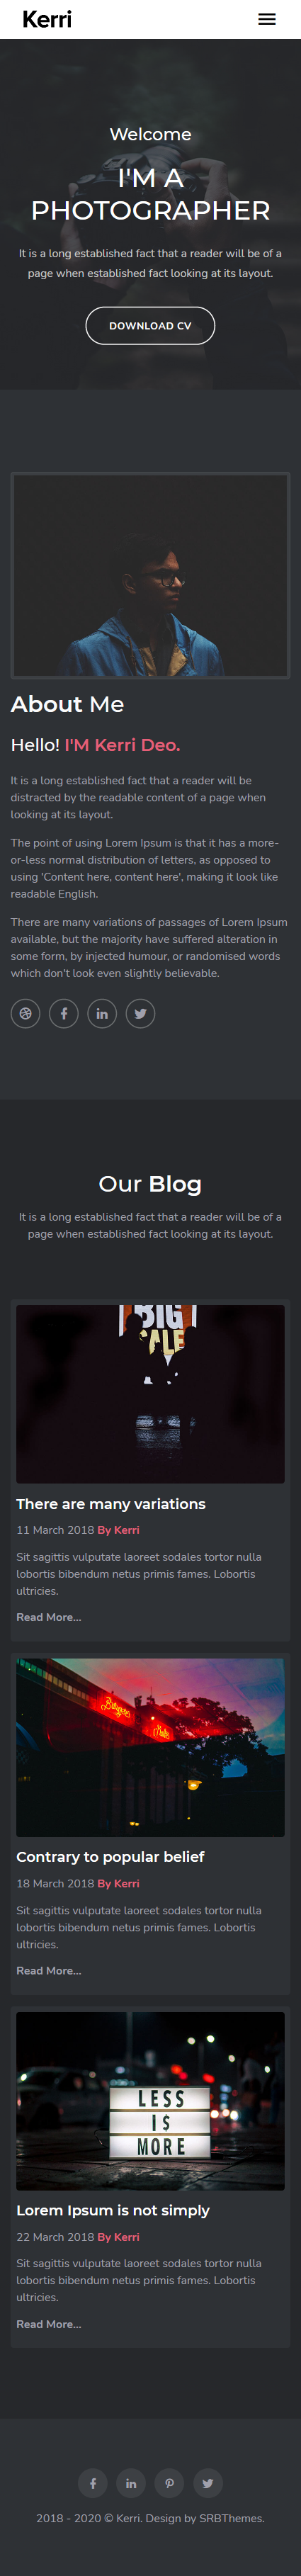 Kerri
Welcome
I'M A
PHOTOGRAPHER
It is a long established fact that a reader will be of a
page when established fact looking at its layout.
DOWNLOAD CV
About Me
Hello! I'M Kerri Deo.
It is a long established fact that a reader will be
distracted by the readable content of a page when
looking at its layout.
The point of using Lorem Ipsum is that it has a more-
or-less normal distribution of letters, as opposed to
using 'Content here, content here', making it look like
readable English.
There are many variations of passages of Lorem Ipsum
available, but the majority have suffered alteration in
some form, by injected humour, or randomised words
which don't look even slightly believable.
Our Blog
It is a long established fact that a reader will be of a
page when established fact looking at its layout.
BIG
There are many variations
11 March 2018 By Kerri
Sit sagittis vulputate laoreet sodales tortor nulla
lobortis bibendum netus primis fames. Lobortis
ultricies.
Read More...
Contrary to popular belief
18 March 2018 By Kerri
Sit sagittis vulputate laoreet sodales tortor nulla
lobortis bibendum netus primis fames. Lobortis
ultricies.
Read More...
LESS
I$
MORE
Lorem Ipsum is not simply
22 March 2018 By Kerri
Sit sagittis vulputate laoreet sodales tortor nulla
lobortis bibendum netus primis fames. Lobortis
ultricies.
Read More...
2018 - 2020 © Kerri. Design by SRBThemes.